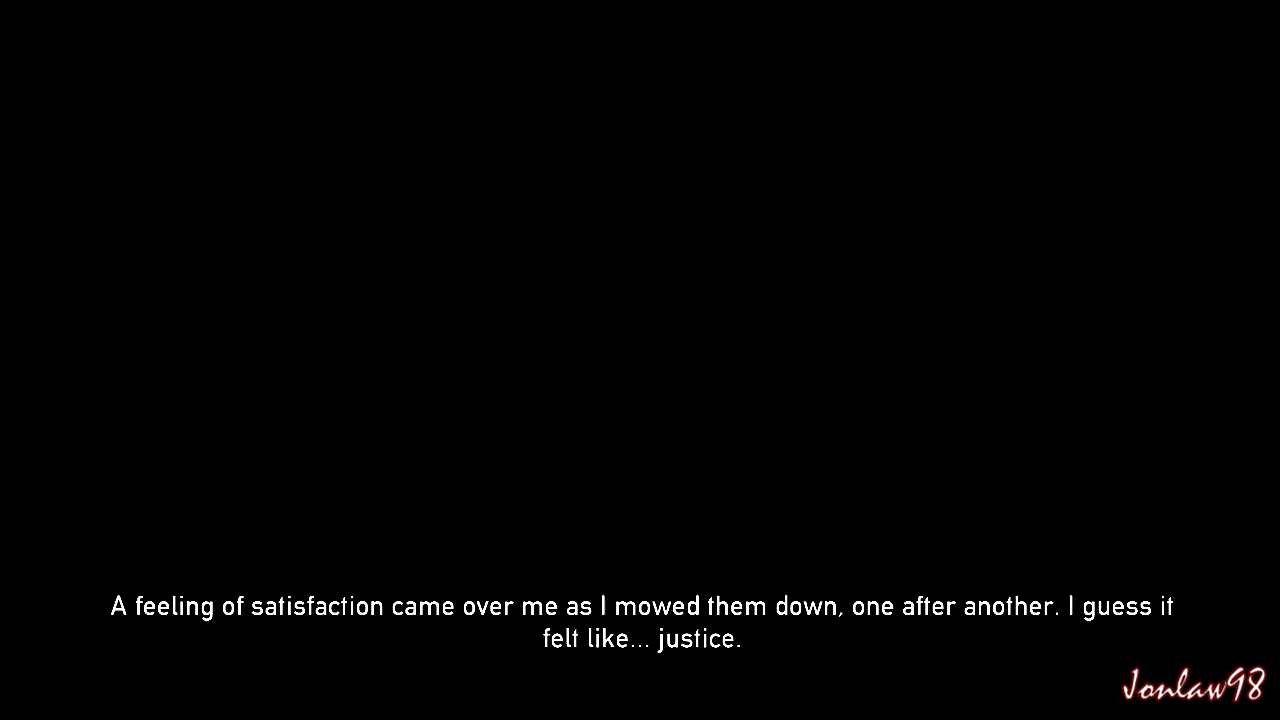 A feeling of satisfaction came over me as I mowed them down, one after another. I guess it
felt like... justice.
Jonlaw98